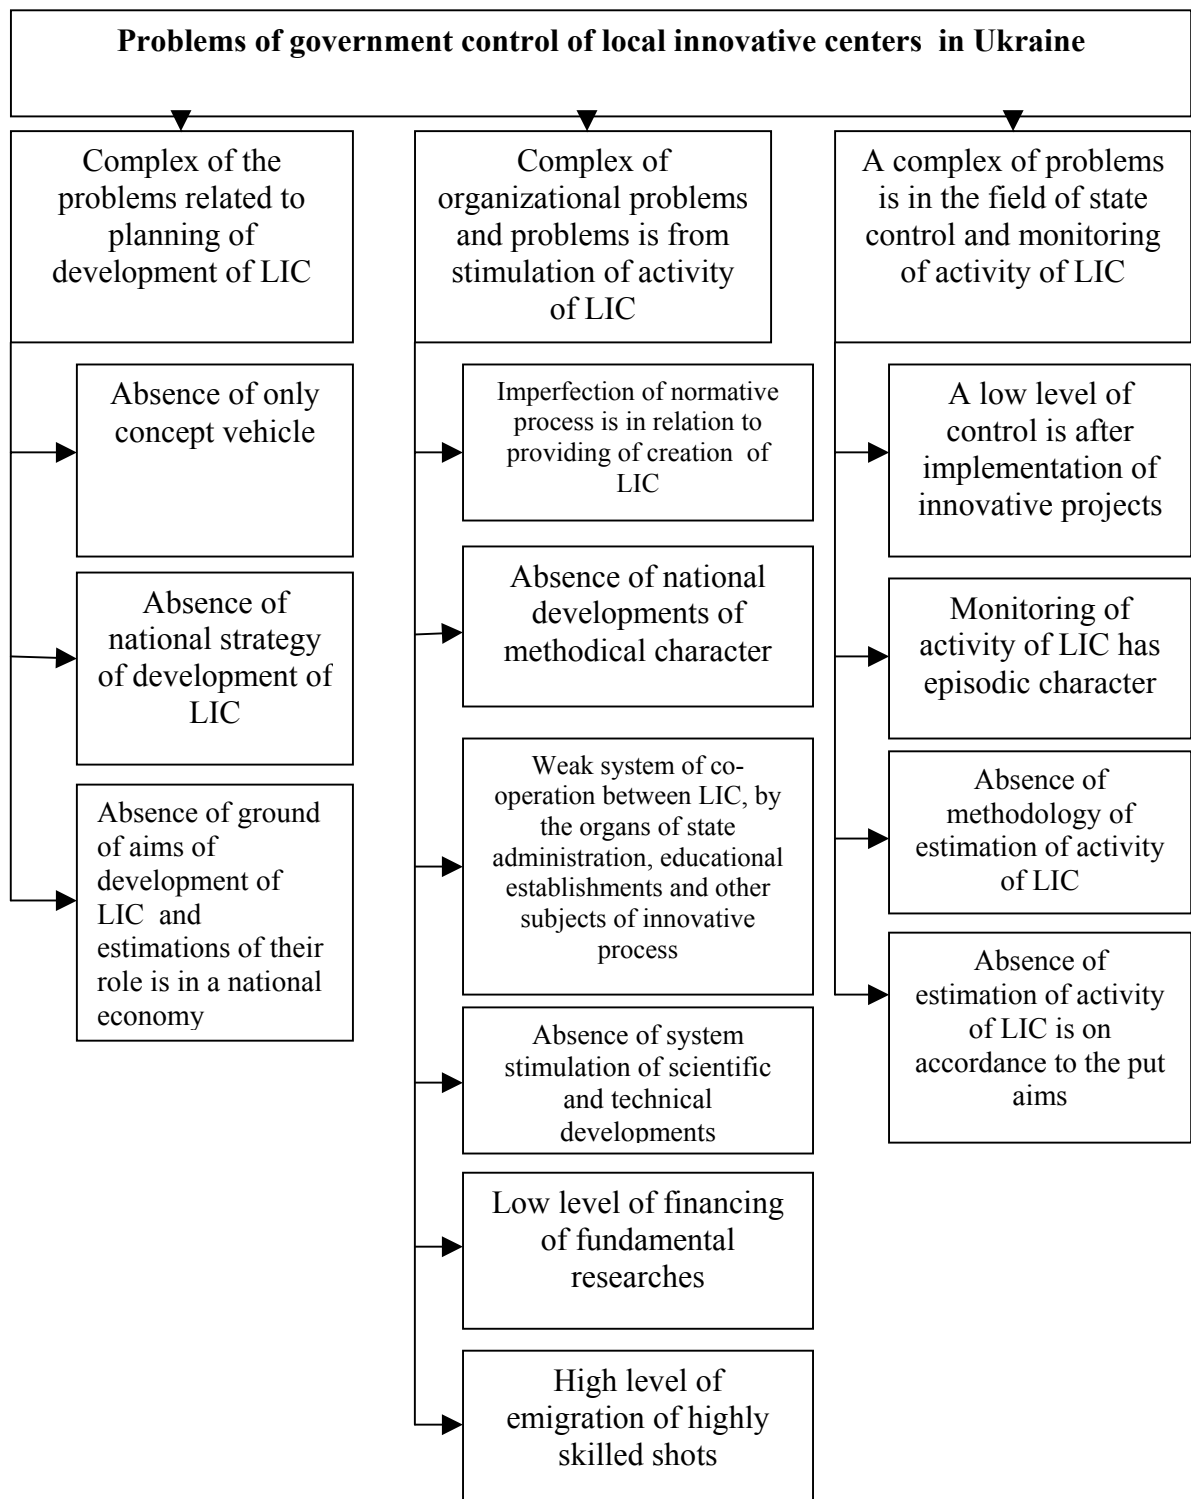 Problems of government control of local innovative centers in Ukraine
Complex of the
problems related to
planning of
development of LIC
Absence of only
concept vehicle
Absence of
national strategy
of development of
LIC
Absence of ground
of aims of
development of
LIC and
estimations of their
role is in a national
economy
Complex of
organizational problems
and problems is from
stimulation of activity
of LIC
Imperfection of normative
process is in relation to
providing of creation of
LIC
Absence of national
developments of
methodical character
Weak system of co-
operation between LIC, by
the organs of state
administration, educational
establishments and other
subjects of innovative
process
Absence of system
stimulation of scientific
and technical
developments
Low level of financing
of fundamental
researches
High level of
emigration of highly
skilled shots
A complex of problems
is in the field of state
control and monitoring
of activity of LIC
A low level of
control is after
implementation of
innovative projects
Monitoring of
activity of LIC has
episodic character
Absence of
methodology of
estimation of activity
of LIC
Absence of
estimation of activity
of LIC is on
accordance to the put
aims